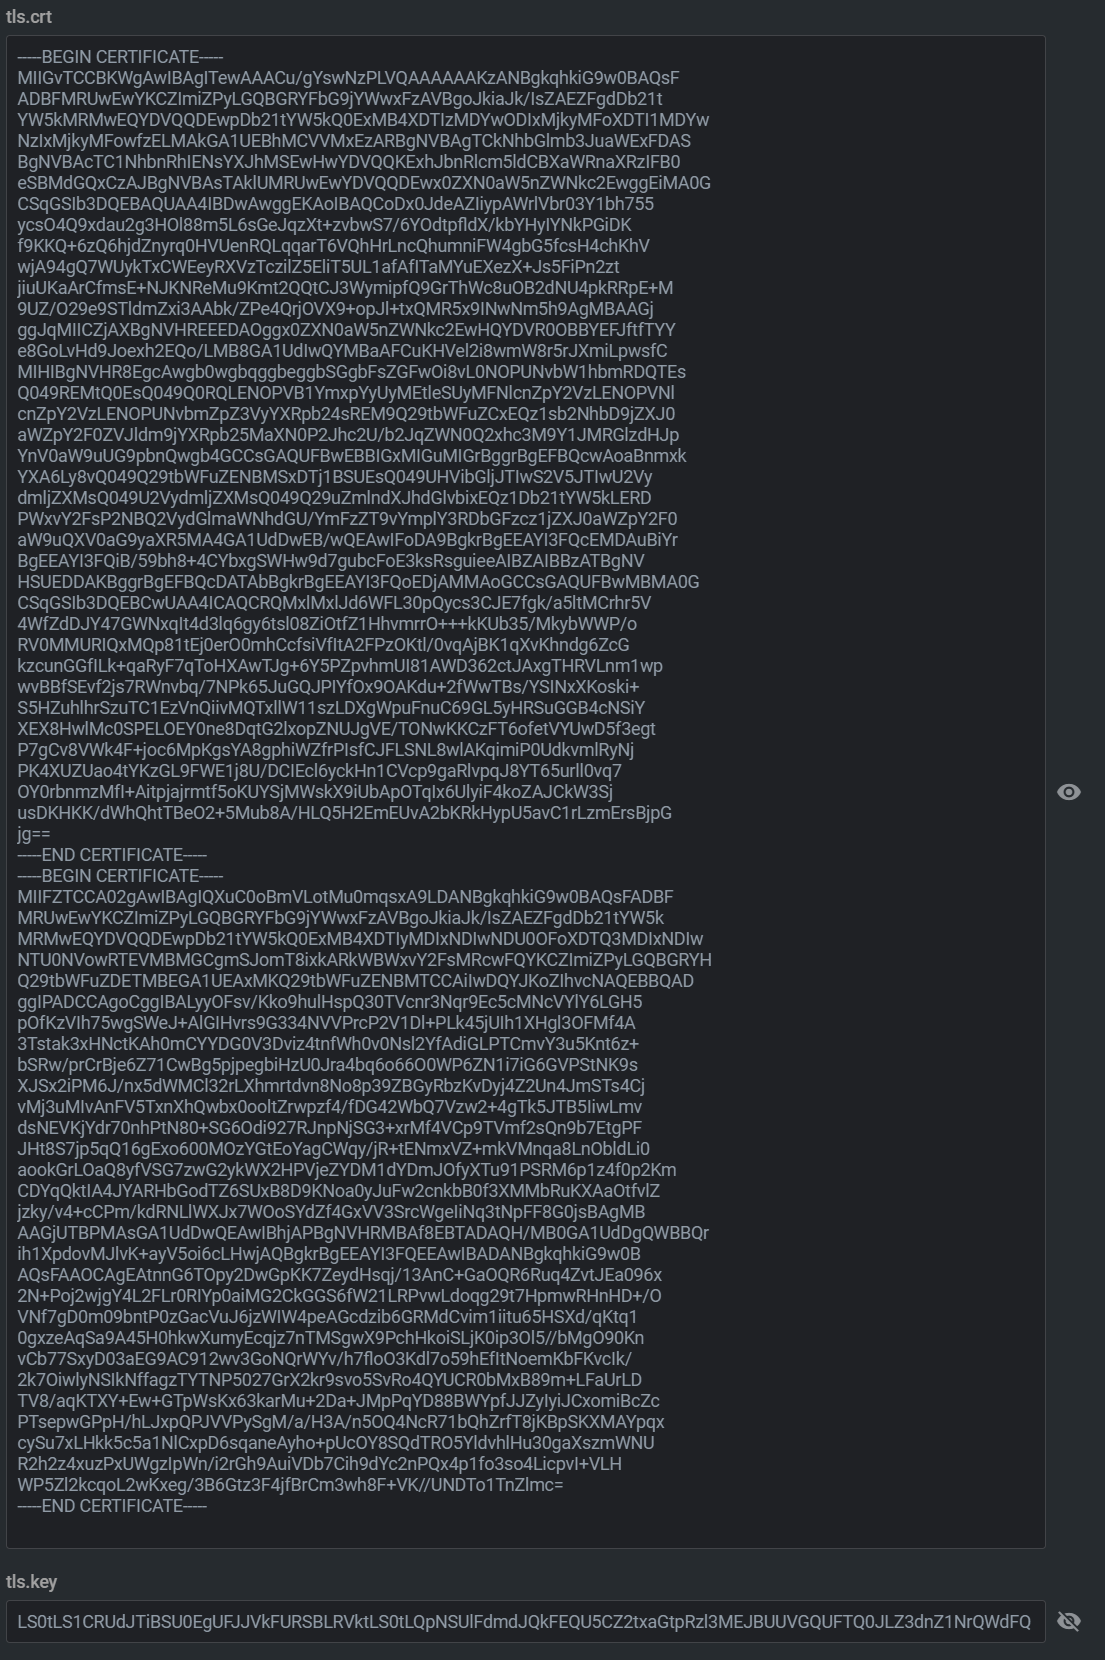 tls.crt
-----BEGIN CERTIFICATE-----
MIIGvTCCBKWgAwIBAgITewAAACu/gYswNzPLVQAAAAAAKzANBgkqhkiG9w0BAQsF
ADBFMRUwEwYKCZImiZPyLGQBGRYFbG9jYWwxFzAVBgoJkiaJk/IsZAEZFgdDb21t
YW5kMRMwEQYDVQQDEwpDb21tYW5kQ0ExMB4XDTIzMDYwODIxMjkyMFoXDTI1MDYw
NzIxMjkyMFowfzELMAkGA1UEBhMCVVMxEzARBgNVBAgTCkNhbGlmb3JuaWExFDAS
BgNVBAcTC1NhbnRhIENsYXJhMSEwHwYDVQQKExhJbnRlcm5ldCBXaWRnaXRzIFB0
eSBMdGQxCzAJBgNVBAsTAklUMRUwEwYDVQQDEwx0ZXN0aW5nZWNkc2EwggEiMA0G
CSqGSIb3DQEBAQUAA4IBDwAwggEKAoIBAQCoDx0JdeAZIiypAWrlVbr03Y1bh755
ycsO4Q9xdau2g3HOl88m5L6sGeJqzXt+zvbwS7/6YOdtpfldX/kbYHyIYNkPGiDK
f9KKQ+6zQ6hjdZnyrq0HVUenRQLqqarT6VQhHrLncQhumniFW4gbG5fcsH4chKhV
wjA94gQ7WUykTxCWEeyRXVzTczilZ5EliT5UL1afAfITaMYuEXezX+Js5FiPn2zt
jiuUKaArCfmsE+NJKNReMu9Kmt2QQtCJ3WymipfQ9GrThWc8uOB2dNU4pkRRpE+M
9UZ/O29e9STldmZxi3AAbk/ZPe4QrjOVX9+opJl+txQMR5x9INwNm5h9AgMBAAGj
ggJqMIICZjAXBgNVHREEEDAOggx0ZXN0aW5nZWNkc2EwHQYDVR0OBBYEFJftfTYY
e8GoLvHd9Joexh2EQo/LMB8GA1UdIwQYMBaAFCuKHVel2i8wmW8r5rJXmiLpwsfC
MIHIBgNVHR8EgcAwgb0wgbqggbeggbSGgbFsZGFwOi8vL0NOPUNvbW1hbmRDQTEs
Q049REMtQ0EsQ049Q0RQLENOPVB1YmxpYyUyMEtleSUyMFNlcnZpY2VzLENOPVNl
cnZpY2VzLENOPUNvbmZpZ3VyYXRpb24sREM9Q29tbWFuZCxEQz1sb2NhbD9jZXJ0
aWZpY2F0ZVJldm9jYXRpb25MaXN0P2Jhc2U/b2JqZWN0Q2xhc3M9Y1JMRGlzdHJp
YnV0aW9uUG9pbnQwgb4GCCsGAQUFBwEBBIGxMIGuMIGrBggrBgEFBQcwAoaBnmxk
YXA6Ly8vQ049Q29tbWFuZENBMSxDTj1BSUEsQ049UHVibGljJTIwS2V5JTIwU2Vy
dmljZXMsQ049U2VydmljZXMsQ049Q29uZmlndXJhdGlvbixEQz1Db21tYW5kLERD
PWxvY2FsP2NBQ2VydGlmaWNhdGU/YmFzZT9vYmplY3RDbGFzcz1jZXJ0aWZpY2F0
aW9uQXV0aG9yaXR5MA4GA1UdDwEB/wQEAwIFoDA9BgkrBgEEAYI3FQcEMDAuBiYr
BgEEAYI3FQiB/59bh8+4CYbxgSWHw9d7gubcFoE3ksRsguieeAIBZAIBBzATBgNV
HSUEDDAKBggrBgEFBQcDATAbBgkrBgEEAYI3FQoEDjAMMAoGCCsGAQUFBwMBMA0G
CSqGSIb3DQEBCwUAA4ICAQCRQMxlMxlJd6WFL30pQycs3CJE7fgk/a5ltMCrhr5V
4WfZdDJY47GWNxqIt4d3lq6gy6tsl08ZiOtfZ1HhvmrrO+++kKUb35/MkybWWP/o
RV0MMURIQxMQp81tEj0erO0mhCcfsiVfItA2FPzOKtl/0vqAjBK1qXvKhndg6ZcG
kzcunGGfILk+qaRyF7qToHXAwTJg+6Y5PZpvhmUI81AWD362ctJAxgTHRVLnm1wp
wvBBfSEvf2js7RWnvbq/7NPk65JuGQJPIYfOx9OAKdu+2fWwTBs/YSINxXKoski+
S5HZuhlhrSzuTC1EzVnQiivMQTxllW11szLDXgWpuFnuC69GL5yHRSuGGB4cNSiY
XEX8HwlMc0SPELOEY0ne8DqtG2lxopZNUJgVE/TONwKKCzFT6ofetVYUwD5f3egt
P7gCv8VWk4F+joc6MpKgsYA8gphiWZfrPIsfCJFLSNL8wlAKqimiP0UdkvmlRyNj
PK4XUZUao4tYKzGL9FWE1j8U/DCIEcl6yckHn1CVcp9gaRlvpqJ8YT65urll0vq7
OY0rbnmzMfI+Aitpjajrmtf5oKUYSjMWskX9iUbApOTqIx6UlyiF4koZAJCkW3Sj
usDKHKK/dWhQhtTBeO2+5Mub8A/HLQ5H2EmEUvA2bKRkHypU5avC1rLzmErsBjpG
jg==
-----END CERTIFICATE-----
-----BEGIN CERTIFICATE-----
MIIFZTCCA02gAwIBAgIQXuC0oBmVLotMu0mqsxA9LDANBgkqhkiG9w0BAQsFADBF
MRUwEwYKCZImiZPyLGQBGRYFbG9jYWwxFzAVBgoJkiaJk/IsZAEZFgdDb21tYW5k
MRMwEQYDVQQDEwpDb21tYW5kQ0ExMB4XDTIyMDIxNDIwNDU0OFoXDTQ3MDIxNDIw
NTU0NVowRTEVMBMGCgmSJomT8ixkARkWBWxvY2FsMRcwFQYKCZImiZPyLGQBGRYH
Q29tbWFuZDETMBEGA1UEAxMKQ29tbWFuZENBMTCCAiIwDQYJKoZIhvcNAQEBBQAD
ggIPADCCAgoCggIBALyyOFsv/Kko9hulHspQ30TVcnr3Nqr9Ec5cMNcVYlY6LGH5
pOfKzVIh75wgSWeJ+AlGIHvrs9G334NVVPrcP2V1Dl+PLk45jUIh1XHgl3OFMf4A
3Tstak3xHNctKAh0mCYYDG0V3Dviz4tnfWh0v0Nsl2YfAdiGLPTCmvY3u5Knt6z+
bSRw/prCrBje6Z71CwBg5pjpegbiHzU0Jra4bq6o66O0WP6ZN1i7iG6GVPStNK9s
XJSx2iPM6J/nx5dWMCl32rLXhmrtdvn8No8p39ZBGyRbzKvDyj4Z2Un4JmSTs4Cj
vMj3uMIvAnFV5TxnXhQwbx0ooltZrwpzf4/fDG42WbQ7Vzw2+4gTk5JTB5IiwLmv
dsNEVKjYdr70nhPtN80+SG6Odi927RJnpNjSG3+xrMf4VCp9TVmf2sQn9b7EtgPF
JHt8S7jp5qQ16gExo600MOzYGtEoYagCWqy/jR+tENmxVZ+mkVMnqa8LnObldLi0
aookGrLOaQ8yfVSG7zwG2ykWX2HPVjeZYDM1dYDmJOfyXTu91PSRM6p1z4f0p2Km
CDYqQktIA4JYARHbGodTZ6SUxB8D9KNoa0yJuFw2cnkbB0f3XMMbRuKXAaOtfvlZ
jzky/v4+cCPm/kdRNLlWXJx7WOoSYdZf4GxVV3SrcWgeIiNq3tNpFF8G0jsBAgMB
AAGjUTBPMAsGA1UdDwQEAwIBhjAPBgNVHRMBAf8EBTADAQH/MB0GA1UdDgQWBBQr
ih1XpdovMJlvK+ayV5oi6cLHwjAQBgkrBgEEAYI3FQEEAwIBADANBgkqhkiG9w0B
AQsFAAOCAgEAtnnG6TOpy2DwGpKK7ZeydHsqj/13AnC+GaOQR6Ruq4ZvtJEa096x
2N+Poj2wjgY4L2FLr0RIYp0aiMG2CkGGS6fW21LRPvwLdoqg29t7HpmwRHnHD+/O
VNf7gD0m09bntP0zGacVuJ6jzWIW4peAGcdzib6GRMdCvim1iitu65HSXd/qKtq1
0gxzeAqSa9A45H0hkwXumyEcqjz7nTMSgwX9PchHkoiSLjK0ip3Ol5//bMgO90Kn
vCb77SxyD03aEG9AC912wv3GoNQrWYv/h7floO3Kdl7o59hEfItNoemKbFKvcIk/
2k7OiwlyNSIkNffagzTYTNP5027GrX2kr9svo5SvRo4QYUCR0bMxB89m+LFaUrLD
TV8/aqKTXY+Ew+GTpWsKx63karMu+2Da+JMpPqYD88BWYpfJJZyIyiJCxomiBcZc
PTsepwGPpH/hLJxpQPJVVPySgM/a/H3A/n5OQ4NcR71bQhZrfT8jKBpSKXMAYpqx
cySu7xLHkk5c5a1NlCxpD6sqaneAyho+pUcOY8SQdTRO5YldvhlHu30gaXszmWNU
R2h2z4xuzPxUWgzIpWn/i2rGh9AuiVDb7Cih9dYc2nPQx4p1fo3so4LicpvI+VLH
WP5Zl2kcqoL2wKxeg/3B6Gtz3F4jfBrCm3wh8F+VK//UNDTo1TnZlmc=
-----END CERTIFICATE-----
tls.key
LS0tLS1CRUdJTiBSU0EgUFJJVkFURSBLRVktLS0tLQpNSUlFdmdJQkFEQU5CZ2txaGtpRzl3MEJBUUVGQUFTQ0JLZ3dnZ1NrQWdFQ